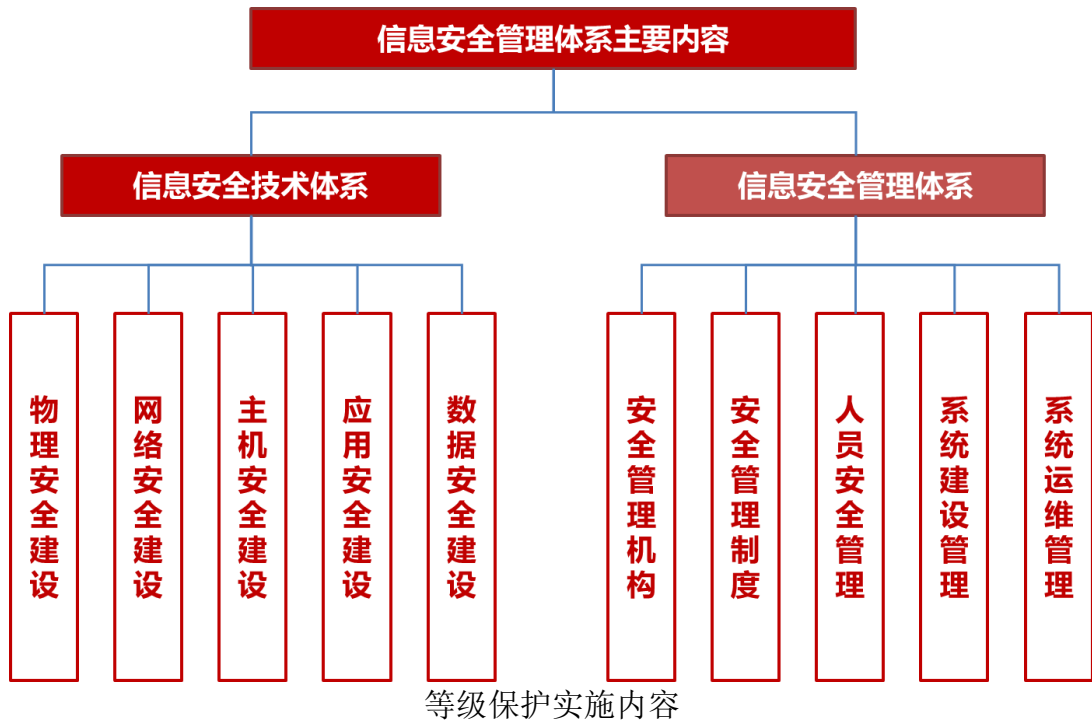 信息安全管理体系主要内容
信息安全技术体系
信息安全管理体系
物理安全建设
网络安全建设
主机安全建设
应用安全建设
数据安全建设
安全管理机构
安全管理制度
人员安全管理
系统建设管理
系统运维管理
等级保护实施内容